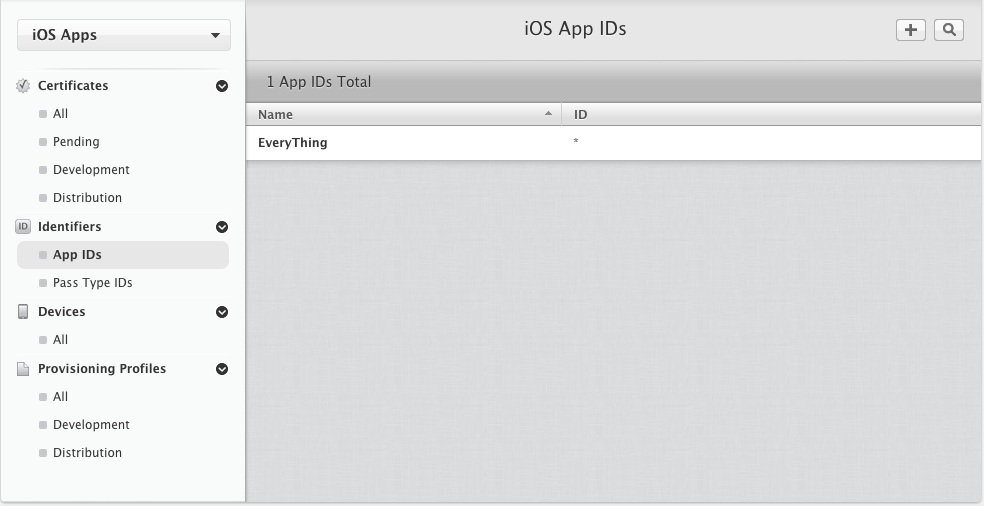 iOS Apps
Certificates
All
Pending
Development
Distribution
ID Identifiers
App IDs
Pass Type IDs
Devices
All
Provisioning Profiles
All
Development
Distribution
iOS App IDs
1 App IDs Total
Name ID
EveryThing *